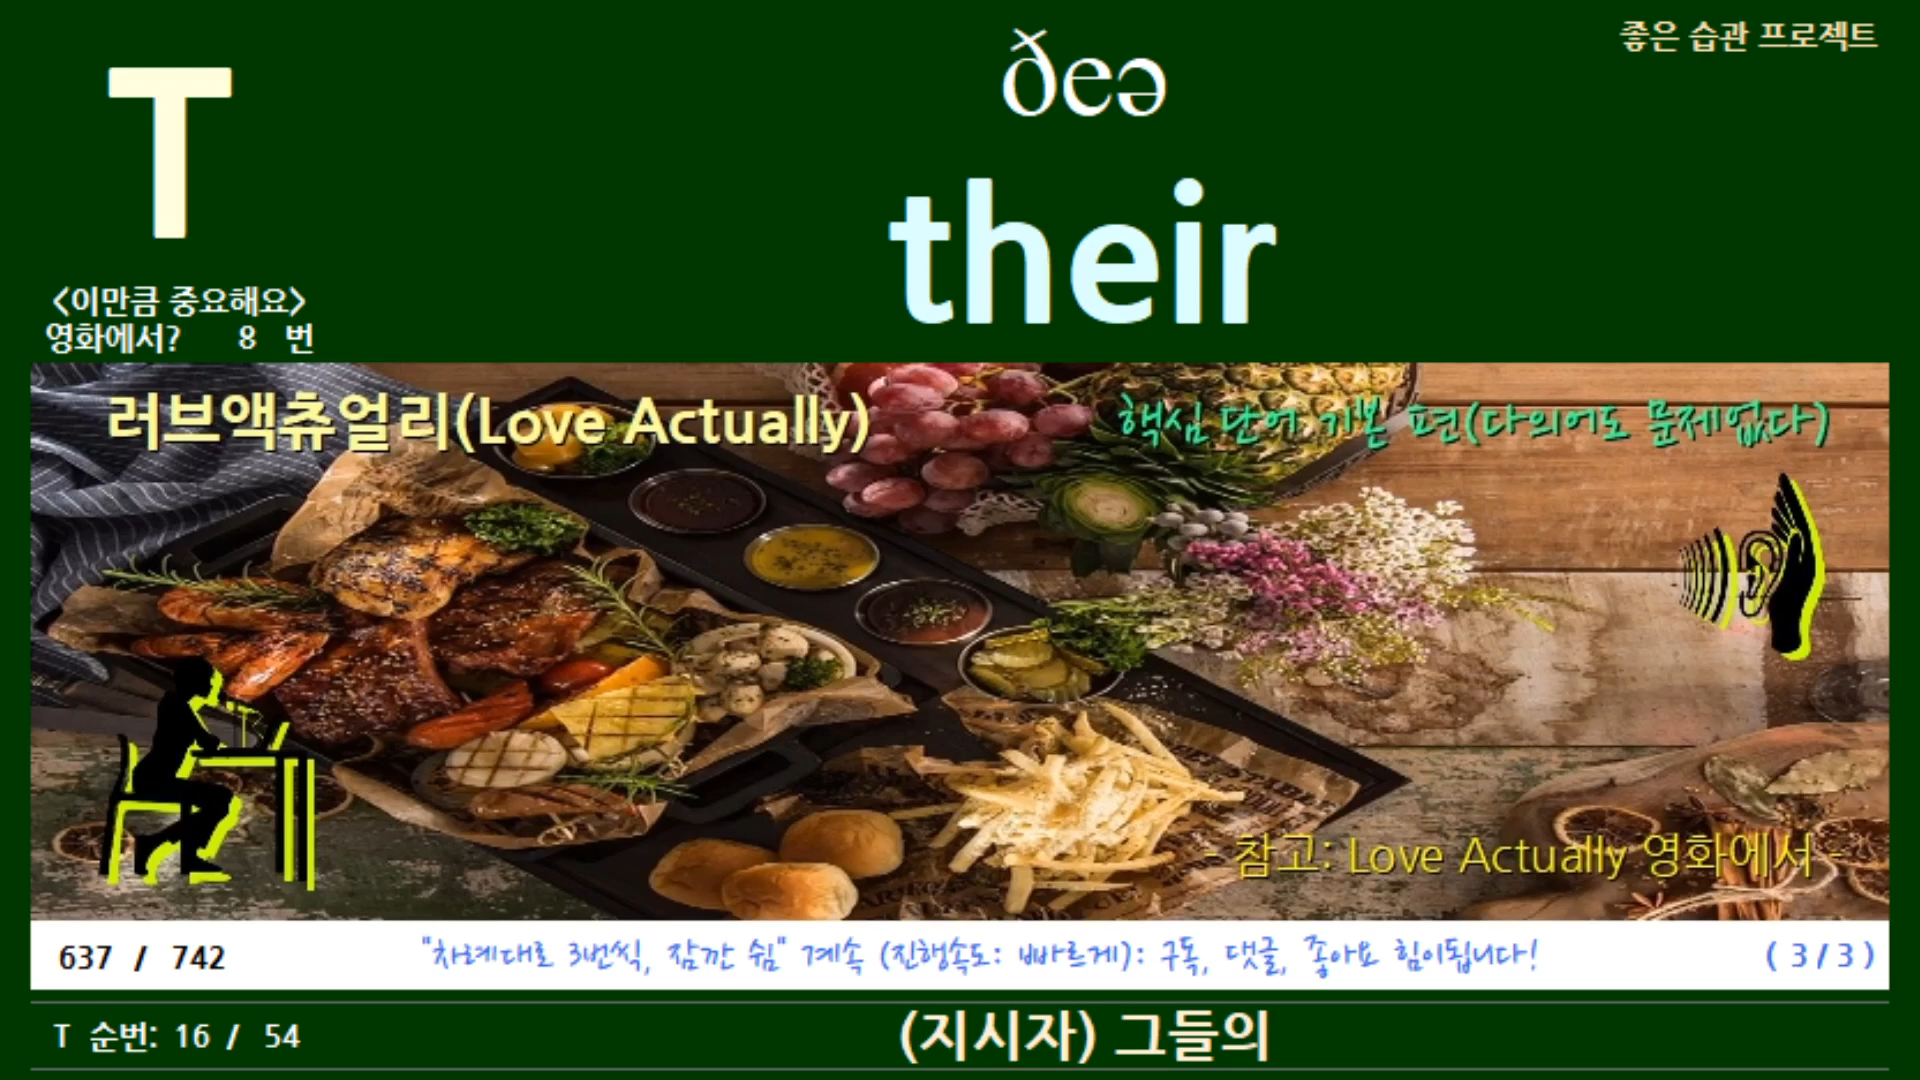 좋은 습관 프로젝트
T
ðeə
their
<이만큼 중요해요>
영화에서? 8 번
러브액츄얼리(Love Actually)
핵심 단어 기본 편(다의어도 문제없다)
- 참고: Love Actually 영화에서 -
637 / 742
"차례대로 3번씩, 잠깐 쉼" 계속 (진행속도: 빠르게): 구독, 댓글, 좋아요 힘이됩니다!
( 3 / 3 )
T 순번: 16 / 54
(지시자) 그들의